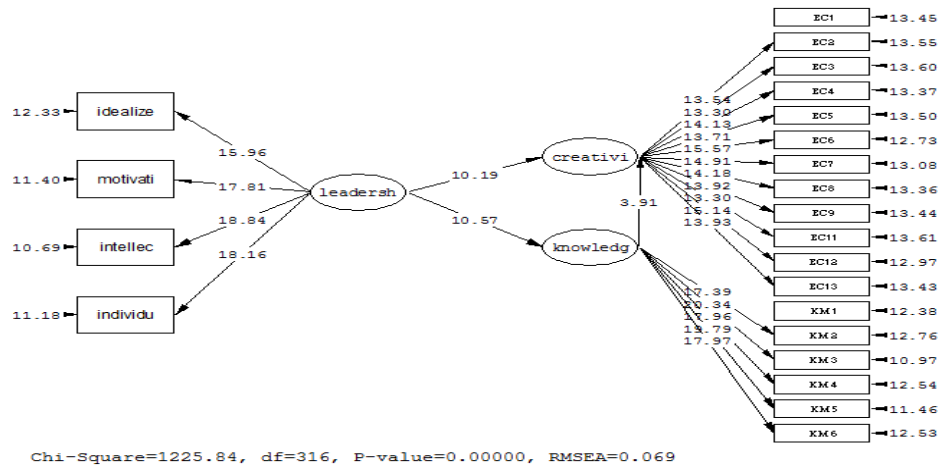 EC1 13.45
EC2 13.55
EC3 13.60
EC4 13.37
EC5 13.50
EC6 12.73
EC7 13.08
EC8 13.36
EC9 13.44
EC11 13.61
EC12 12.97
EC13 13.43
KM1 12.38
KM2 12.76
KM3 10.97
KM4 12.54
KM5 11.46
KM6 12.53
12.33 idealize
11.40 motivati
10.69 intellec
11.18 individu
15.96
17.81
18.84
18.16
leadersh
10.19
10.57
creativi
3.91
knowledg
13.54
13.30
14.13
13.71
15.57
14.91
14.18
13.92
13.30
15.14
13.93
17.39
20.34
17.96
19.79
17.97
Chi-Square=1225.84, df=316, P-value=0.00000, RMSEA=0.069